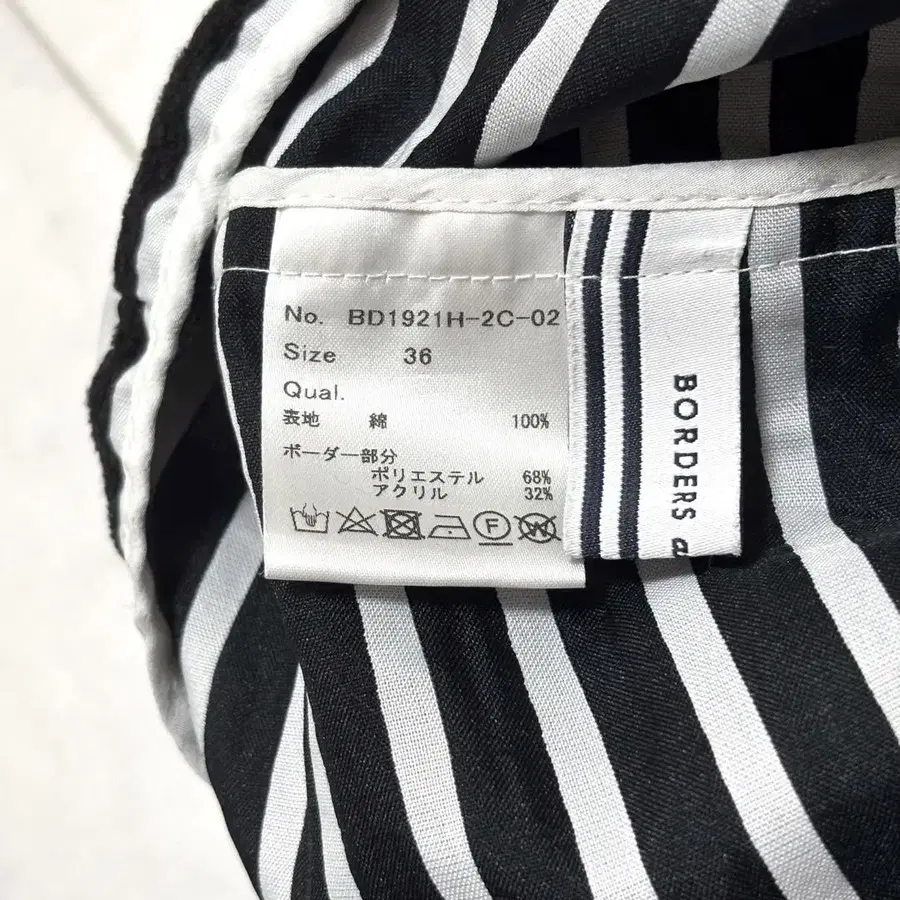 No. BD1921H-2C-02
Size 36
Qual.
表地 綿 100%
ボーダー部分
ポリエステル 68%
アクリル 32%
F
W
BORDERS a